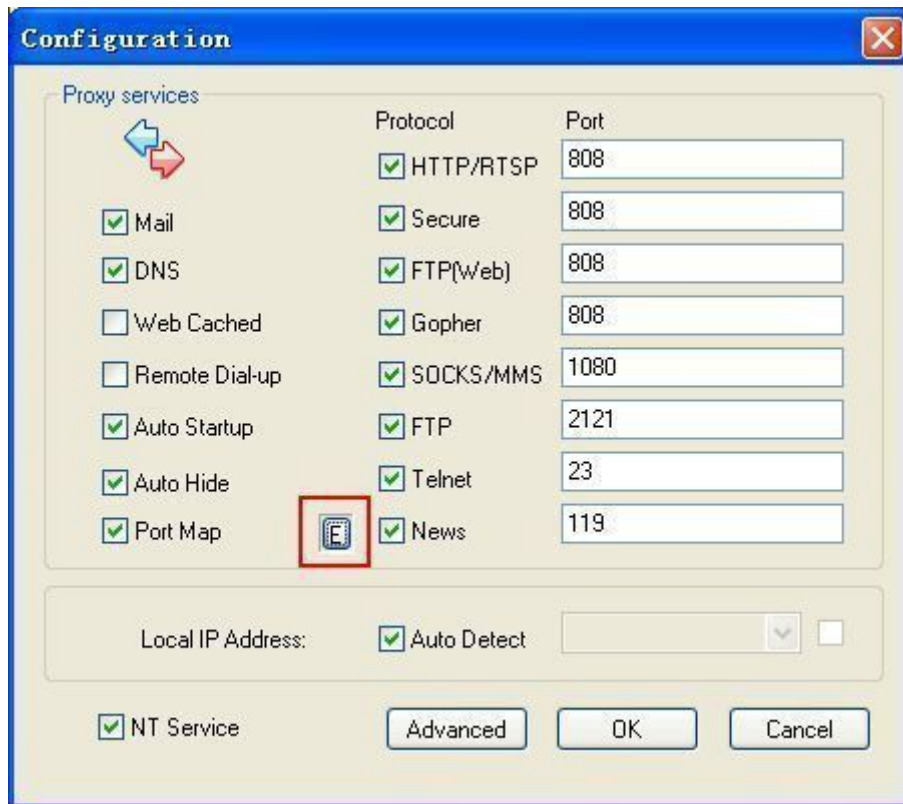 Configuration
Proxy services
Protocol Port
HTTP/RTSP 808
Mail Secure 808
DNS FTP(Web) 808
Web Cached Gopher 808
Remote Dial-up SOCKS/MMS 1080
Auto Startup FTP 2121
Auto Hide Telnet 23
Port Map E News 119
Local IP Address: Auto Detect
NT Service Advanced OK Cancel